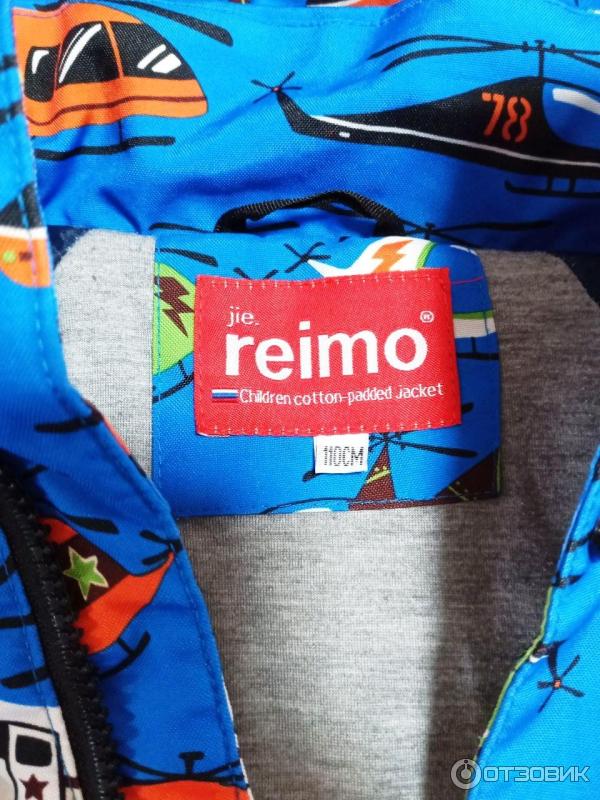 78
jie.
reimo®
Children cotton-padded Jacket
110CM
ОТЗОВИК